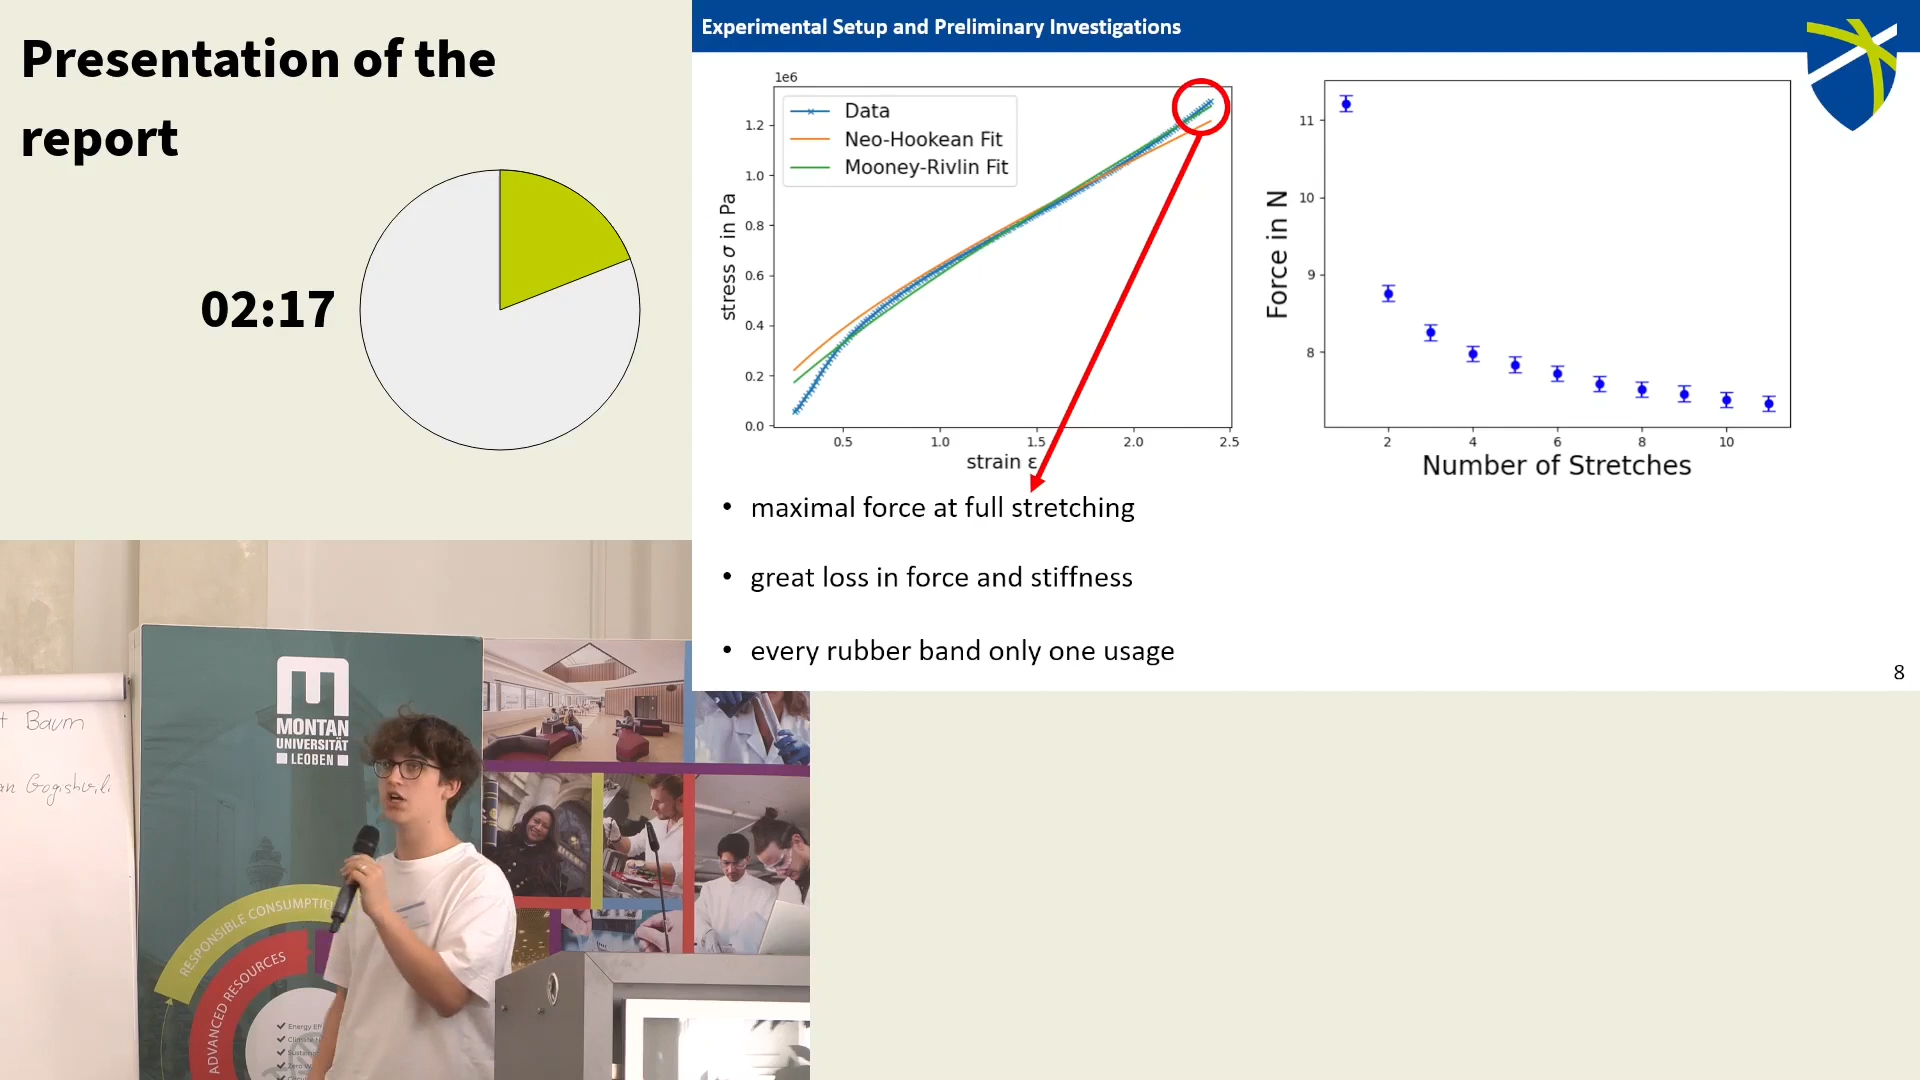 Presentation of the
report
02:17
Experimental Setup and Preliminary Investigations
1e6
Data
Neo-Hookean Fit
Mooney-Rivlin Fit
stress σ in Pa
1.2
1.0
0.8
0.6
0.4
0.2
0.0
0.5
1.0
1.5
2.0
2.5
strain ε
Force in N
11
10
9
8
2
4
6
8
10
Number of Stretches
• maximal force at full stretching
• great loss in force and stiffness
• every rubber band only one usage
8
Baum
MONTAN
UNIVERSITÄT
LEOBEN
RESPONSIBLE CONSUMPTIO
ADVANCED RESOURCES